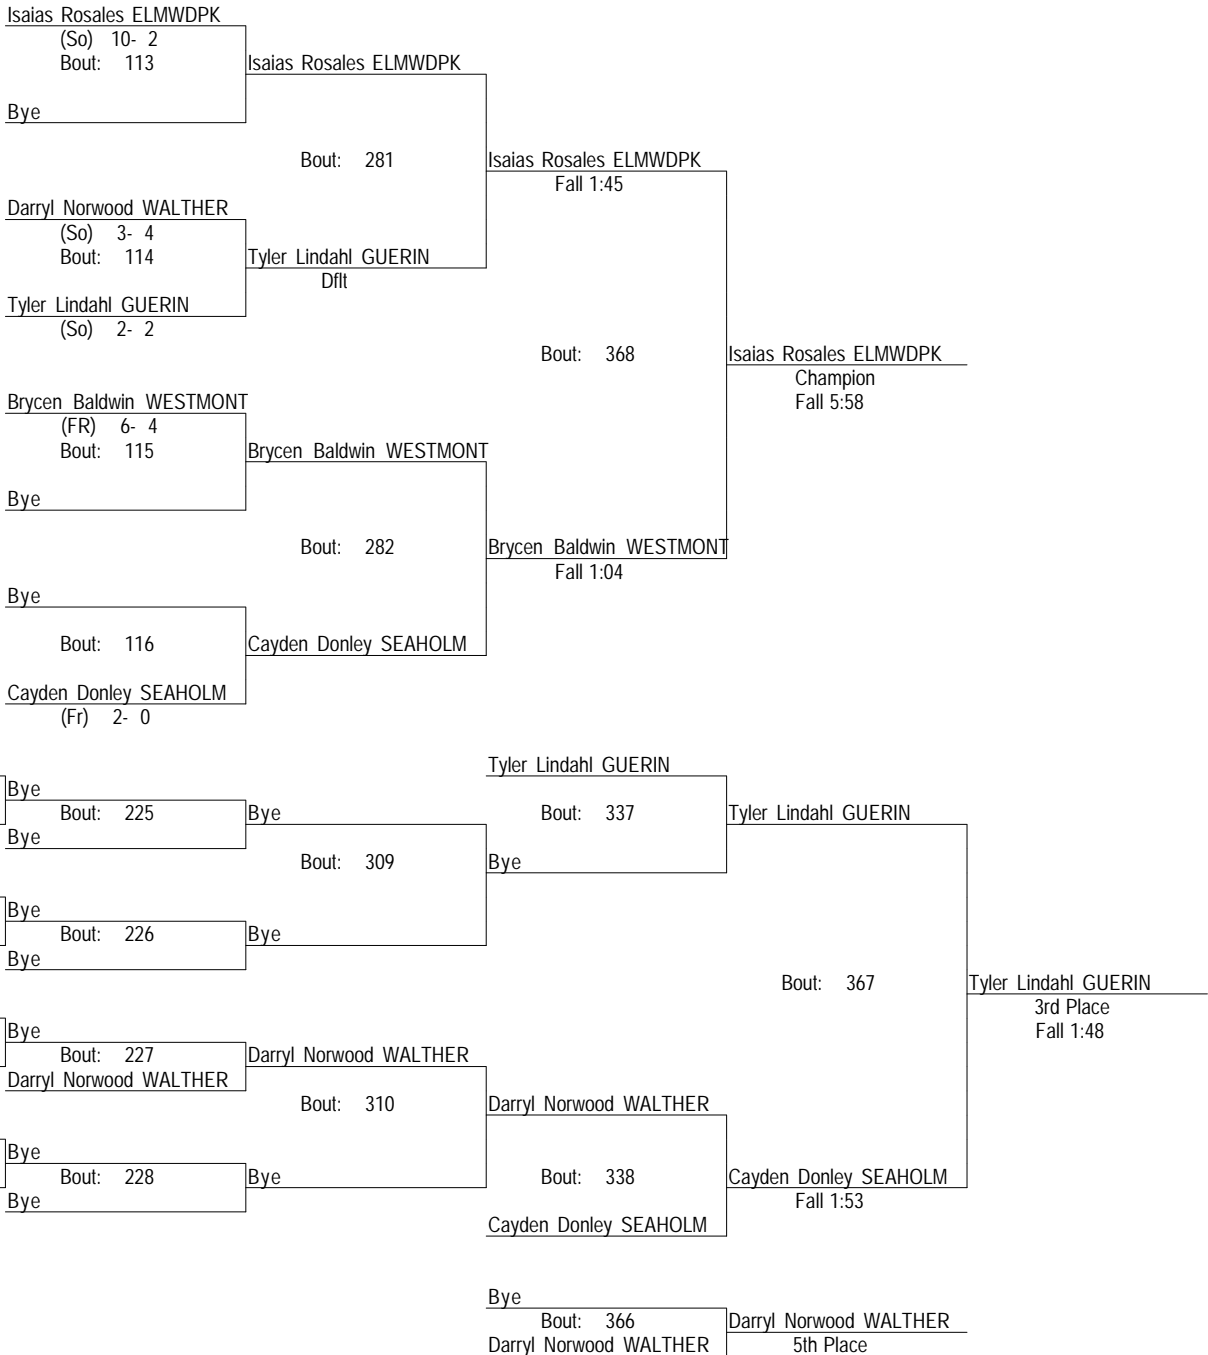 Isaias Rosales ELMWDPK
(So) 10- 2
Bout: 113
Isaias Rosales ELMWDPK
Bye
Bout: 281
Isaias Rosales ELMWDPK
Fall 1:45
Darryl Norwood WALTHER
(So) 3- 4
Bout: 114
Tyler Lindahl GUERIN
Dflt
Tyler Lindahl GUERIN
(So) 2- 2
Bout: 368
Isaias Rosales ELMWDPK
Champion
Fall 5:58
Brycen Baldwin WESTMONT
(FR) 6- 4
Bout: 115
Brycen Baldwin WESTMONT
Bye
Bout: 282
Brycen Baldwin WESTMONT
Fall 1:04
Bye
Bout: 116
Cayden Donley SEAHOLM
Cayden Donley SEAHOLM
(Fr) 2- 0
Tyler Lindahl GUERIN
Bye
Bout: 225
Bye
Bout: 337
Tyler Lindahl GUERIN
Bye
Bout: 309
Bye
Bye
Bout: 226
Bye
Bye
Bout: 367
Tyler Lindahl GUERIN
3rd Place
Fall 1:48
Bye
Bout: 227
Darryl Norwood WALTHER
Darryl Norwood WALTHER
Bout: 310
Darryl Norwood WALTHER
Bye
Bout: 228
Bye
Bout: 338
Cayden Donley SEAHOLM
Fall 1:53
Bye
Cayden Donley SEAHOLM
Bye
Bout: 366
Darryl Norwood WALTHER
Darryl Norwood WALTHER
5th Place